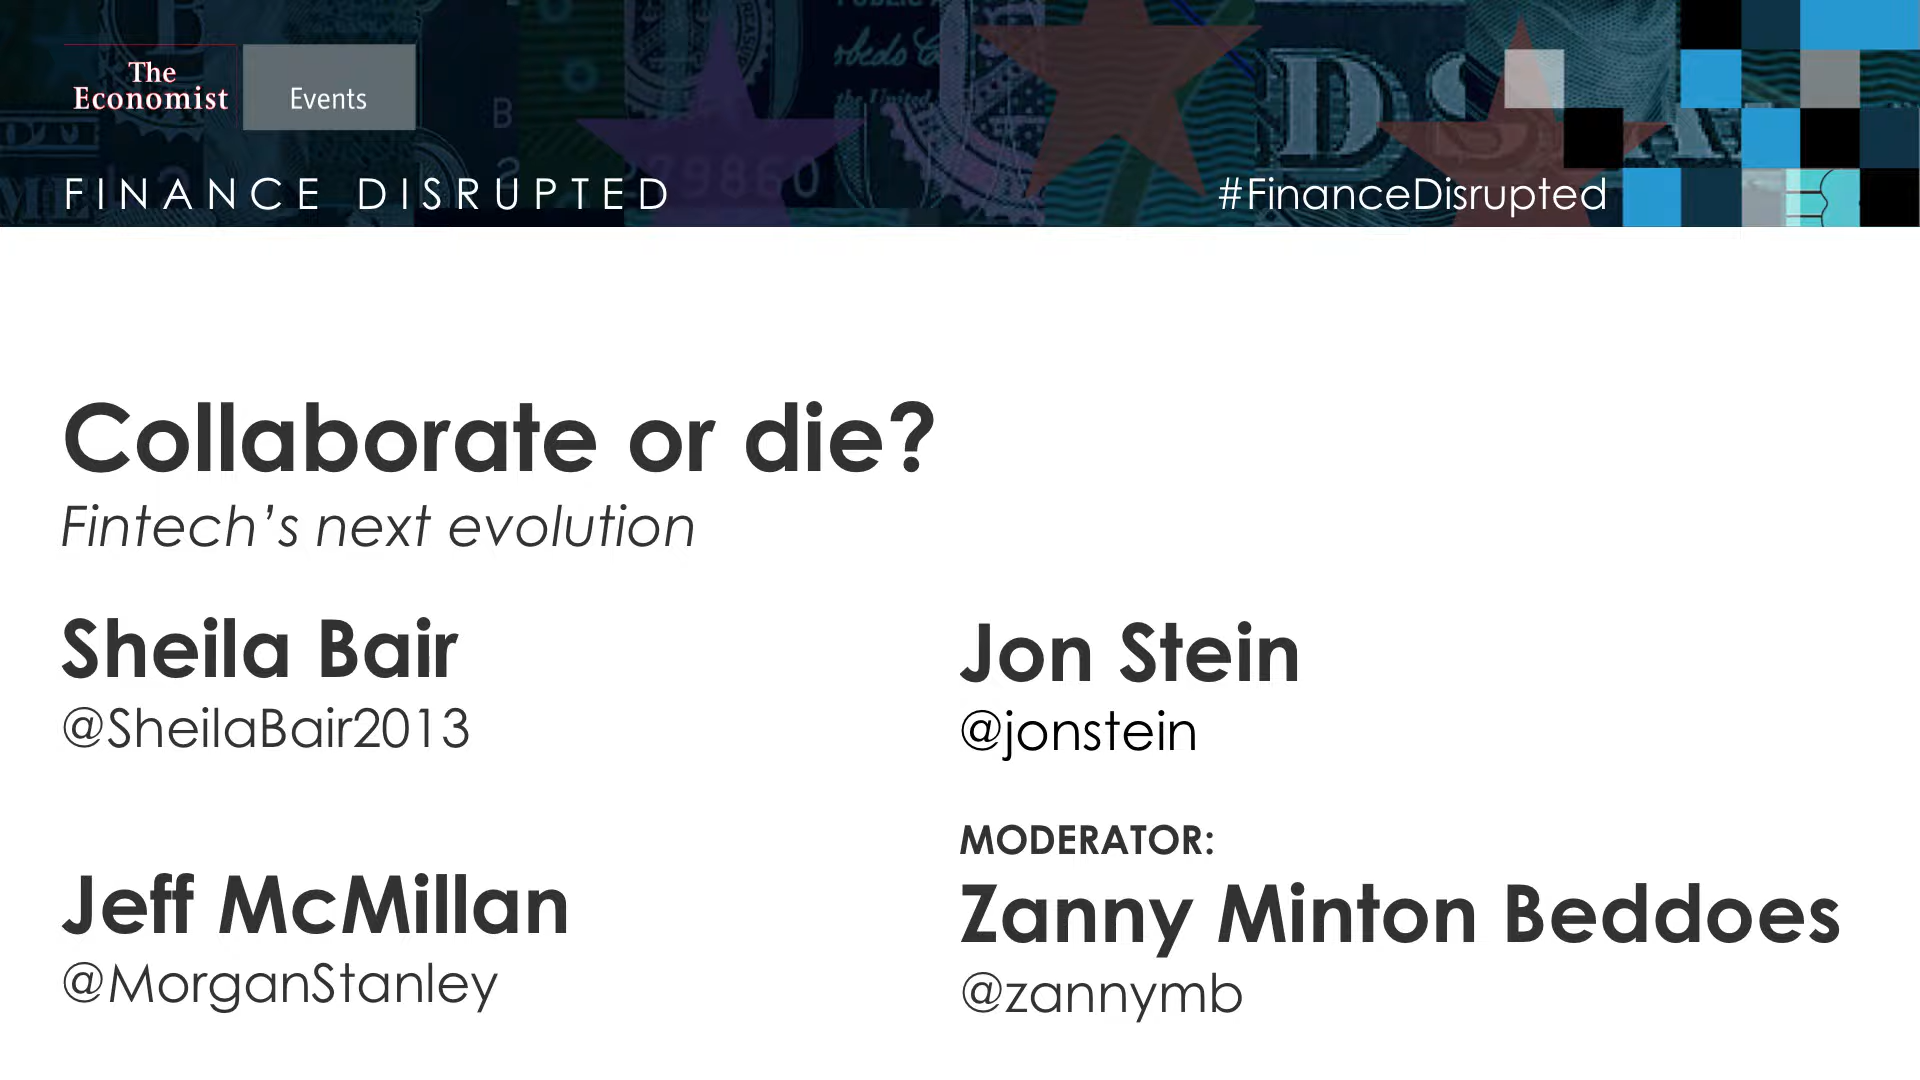 The
Economist
Events
FINANCE DISRUPTED
#FinanceDisrupted
Collaborate or die?
Fintech’s next evolution
Sheila Bair
@SheilaBair2013
Jon Stein
@jonstein
Jeff McMillan
@MorganStanley
MODERATOR:
Zanny Minton Beddoes
@zannymb